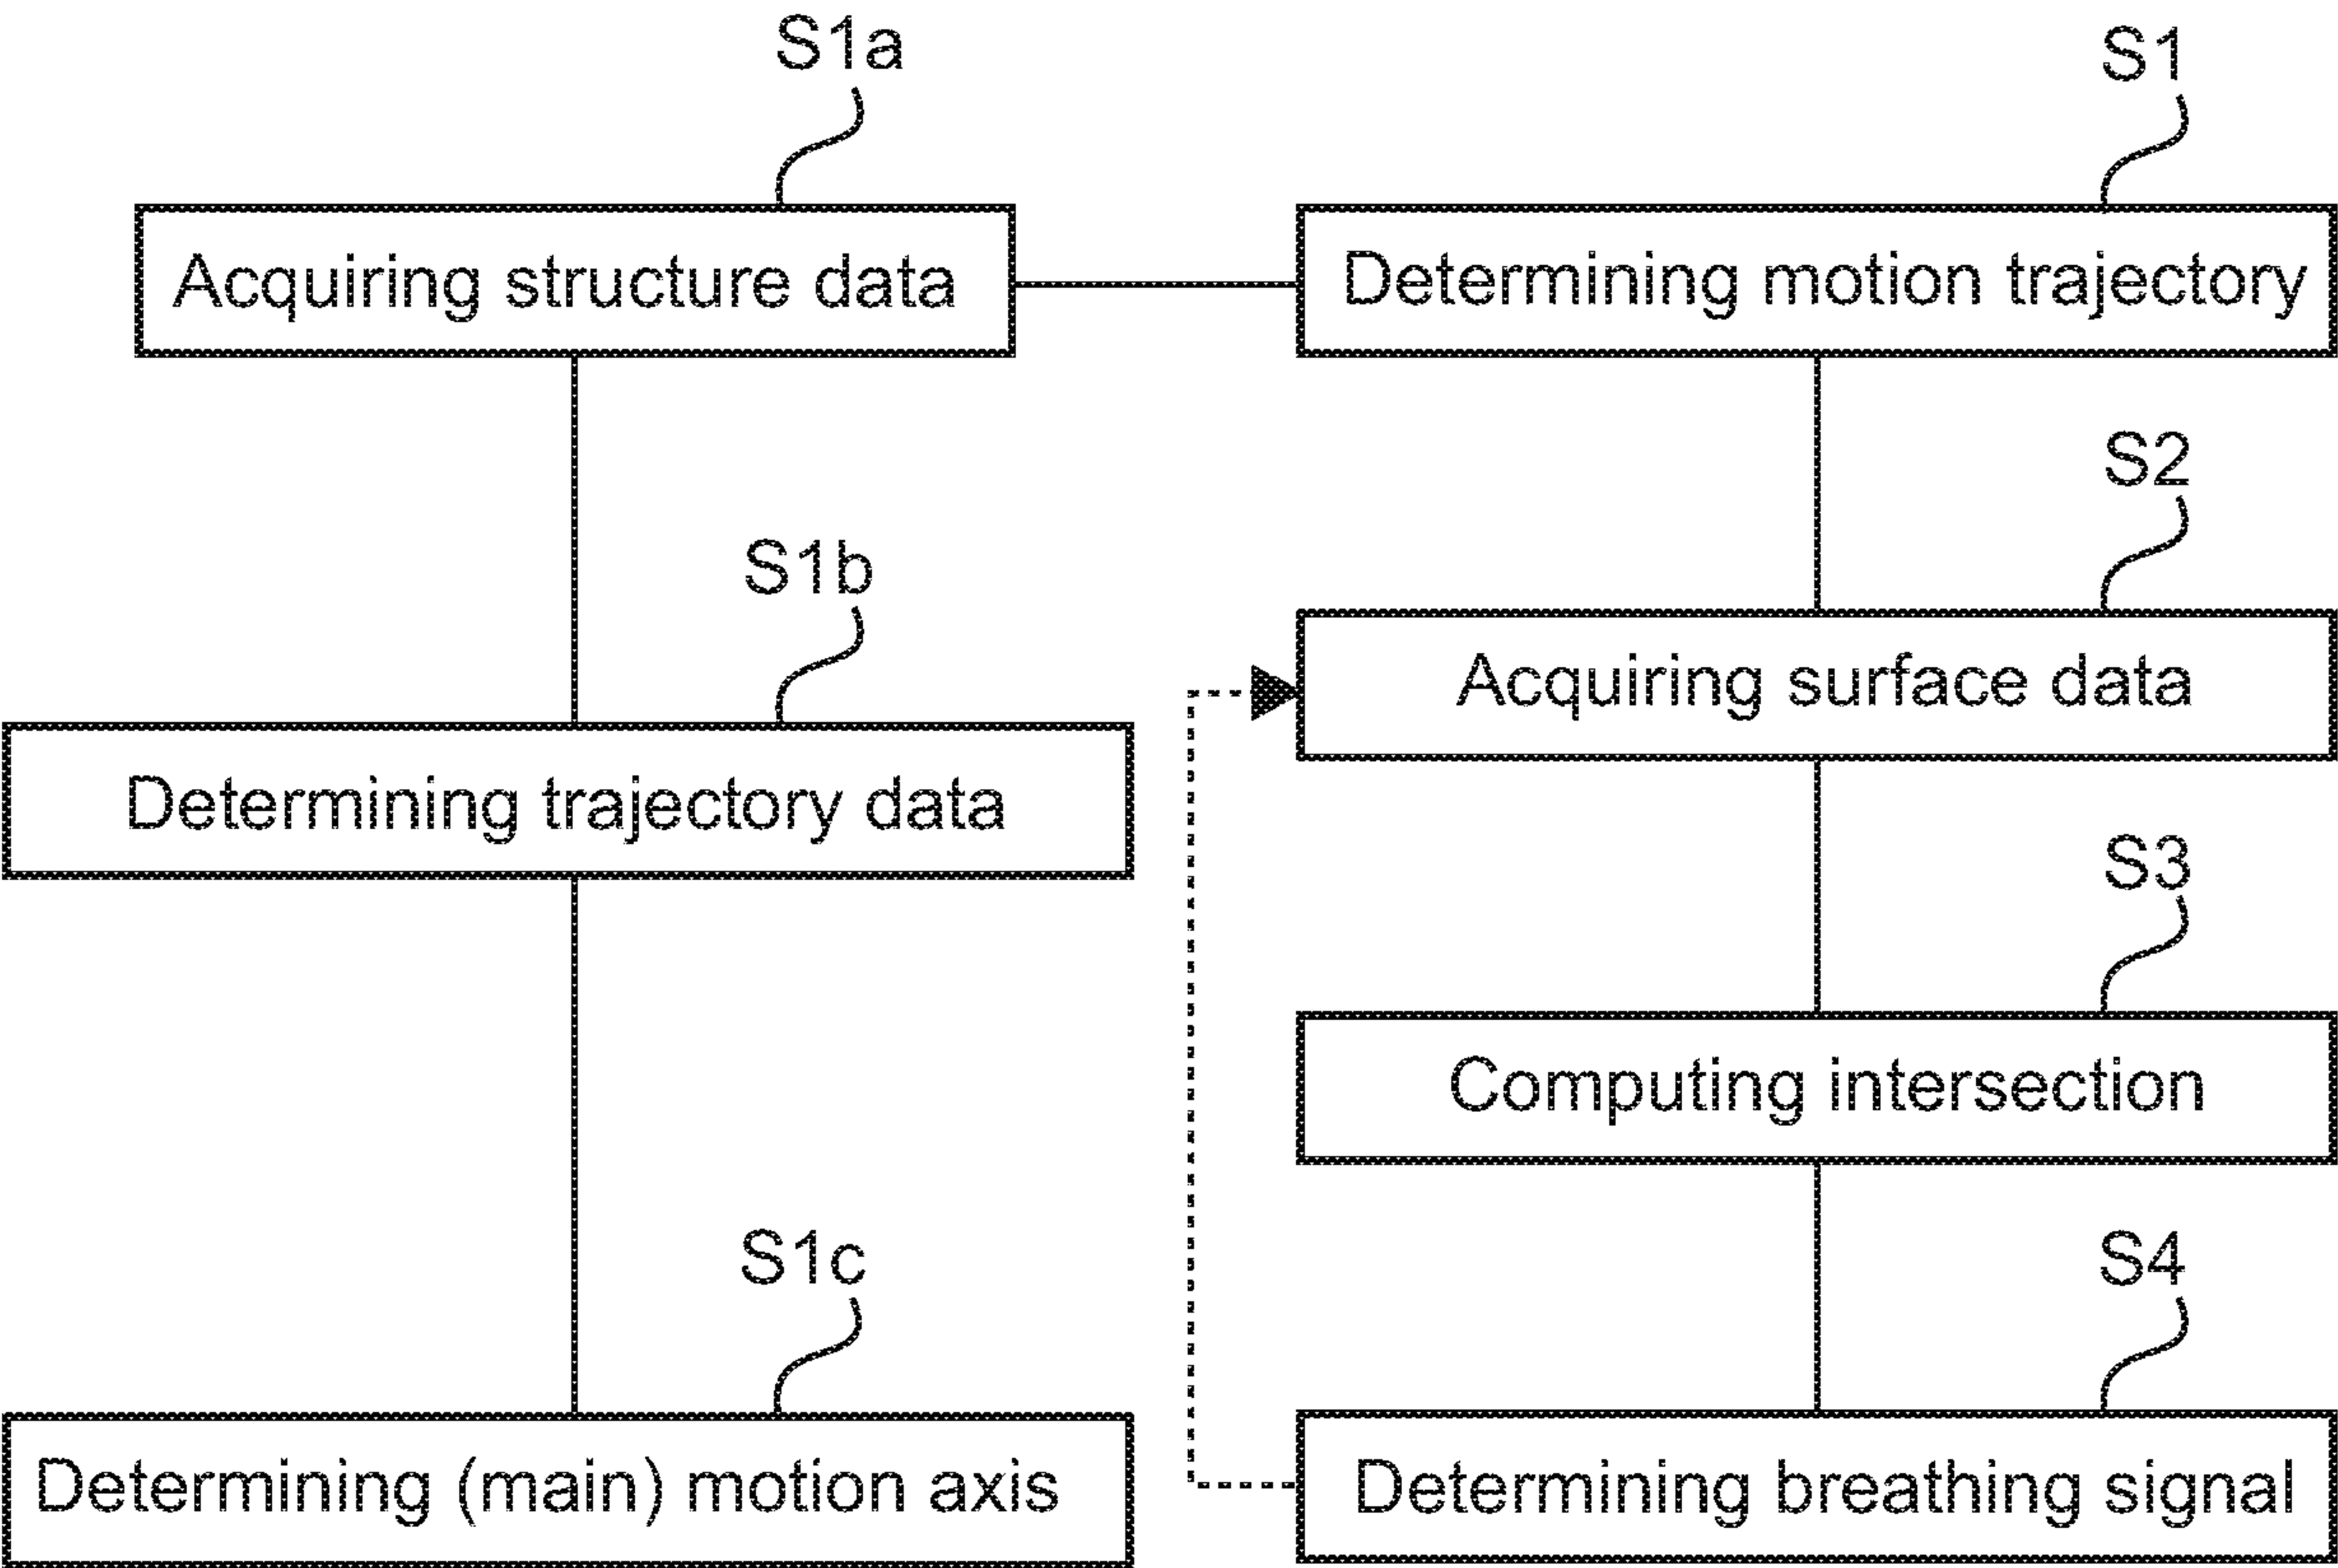 S1a
S1
Acquiring structure data
Determining motion trajectory
S2
S1b
Acquiring surface data
Determining trajectory data
S3
Computing intersection
S1c
S4
Determining (main) motion axis
Determining breathing signal